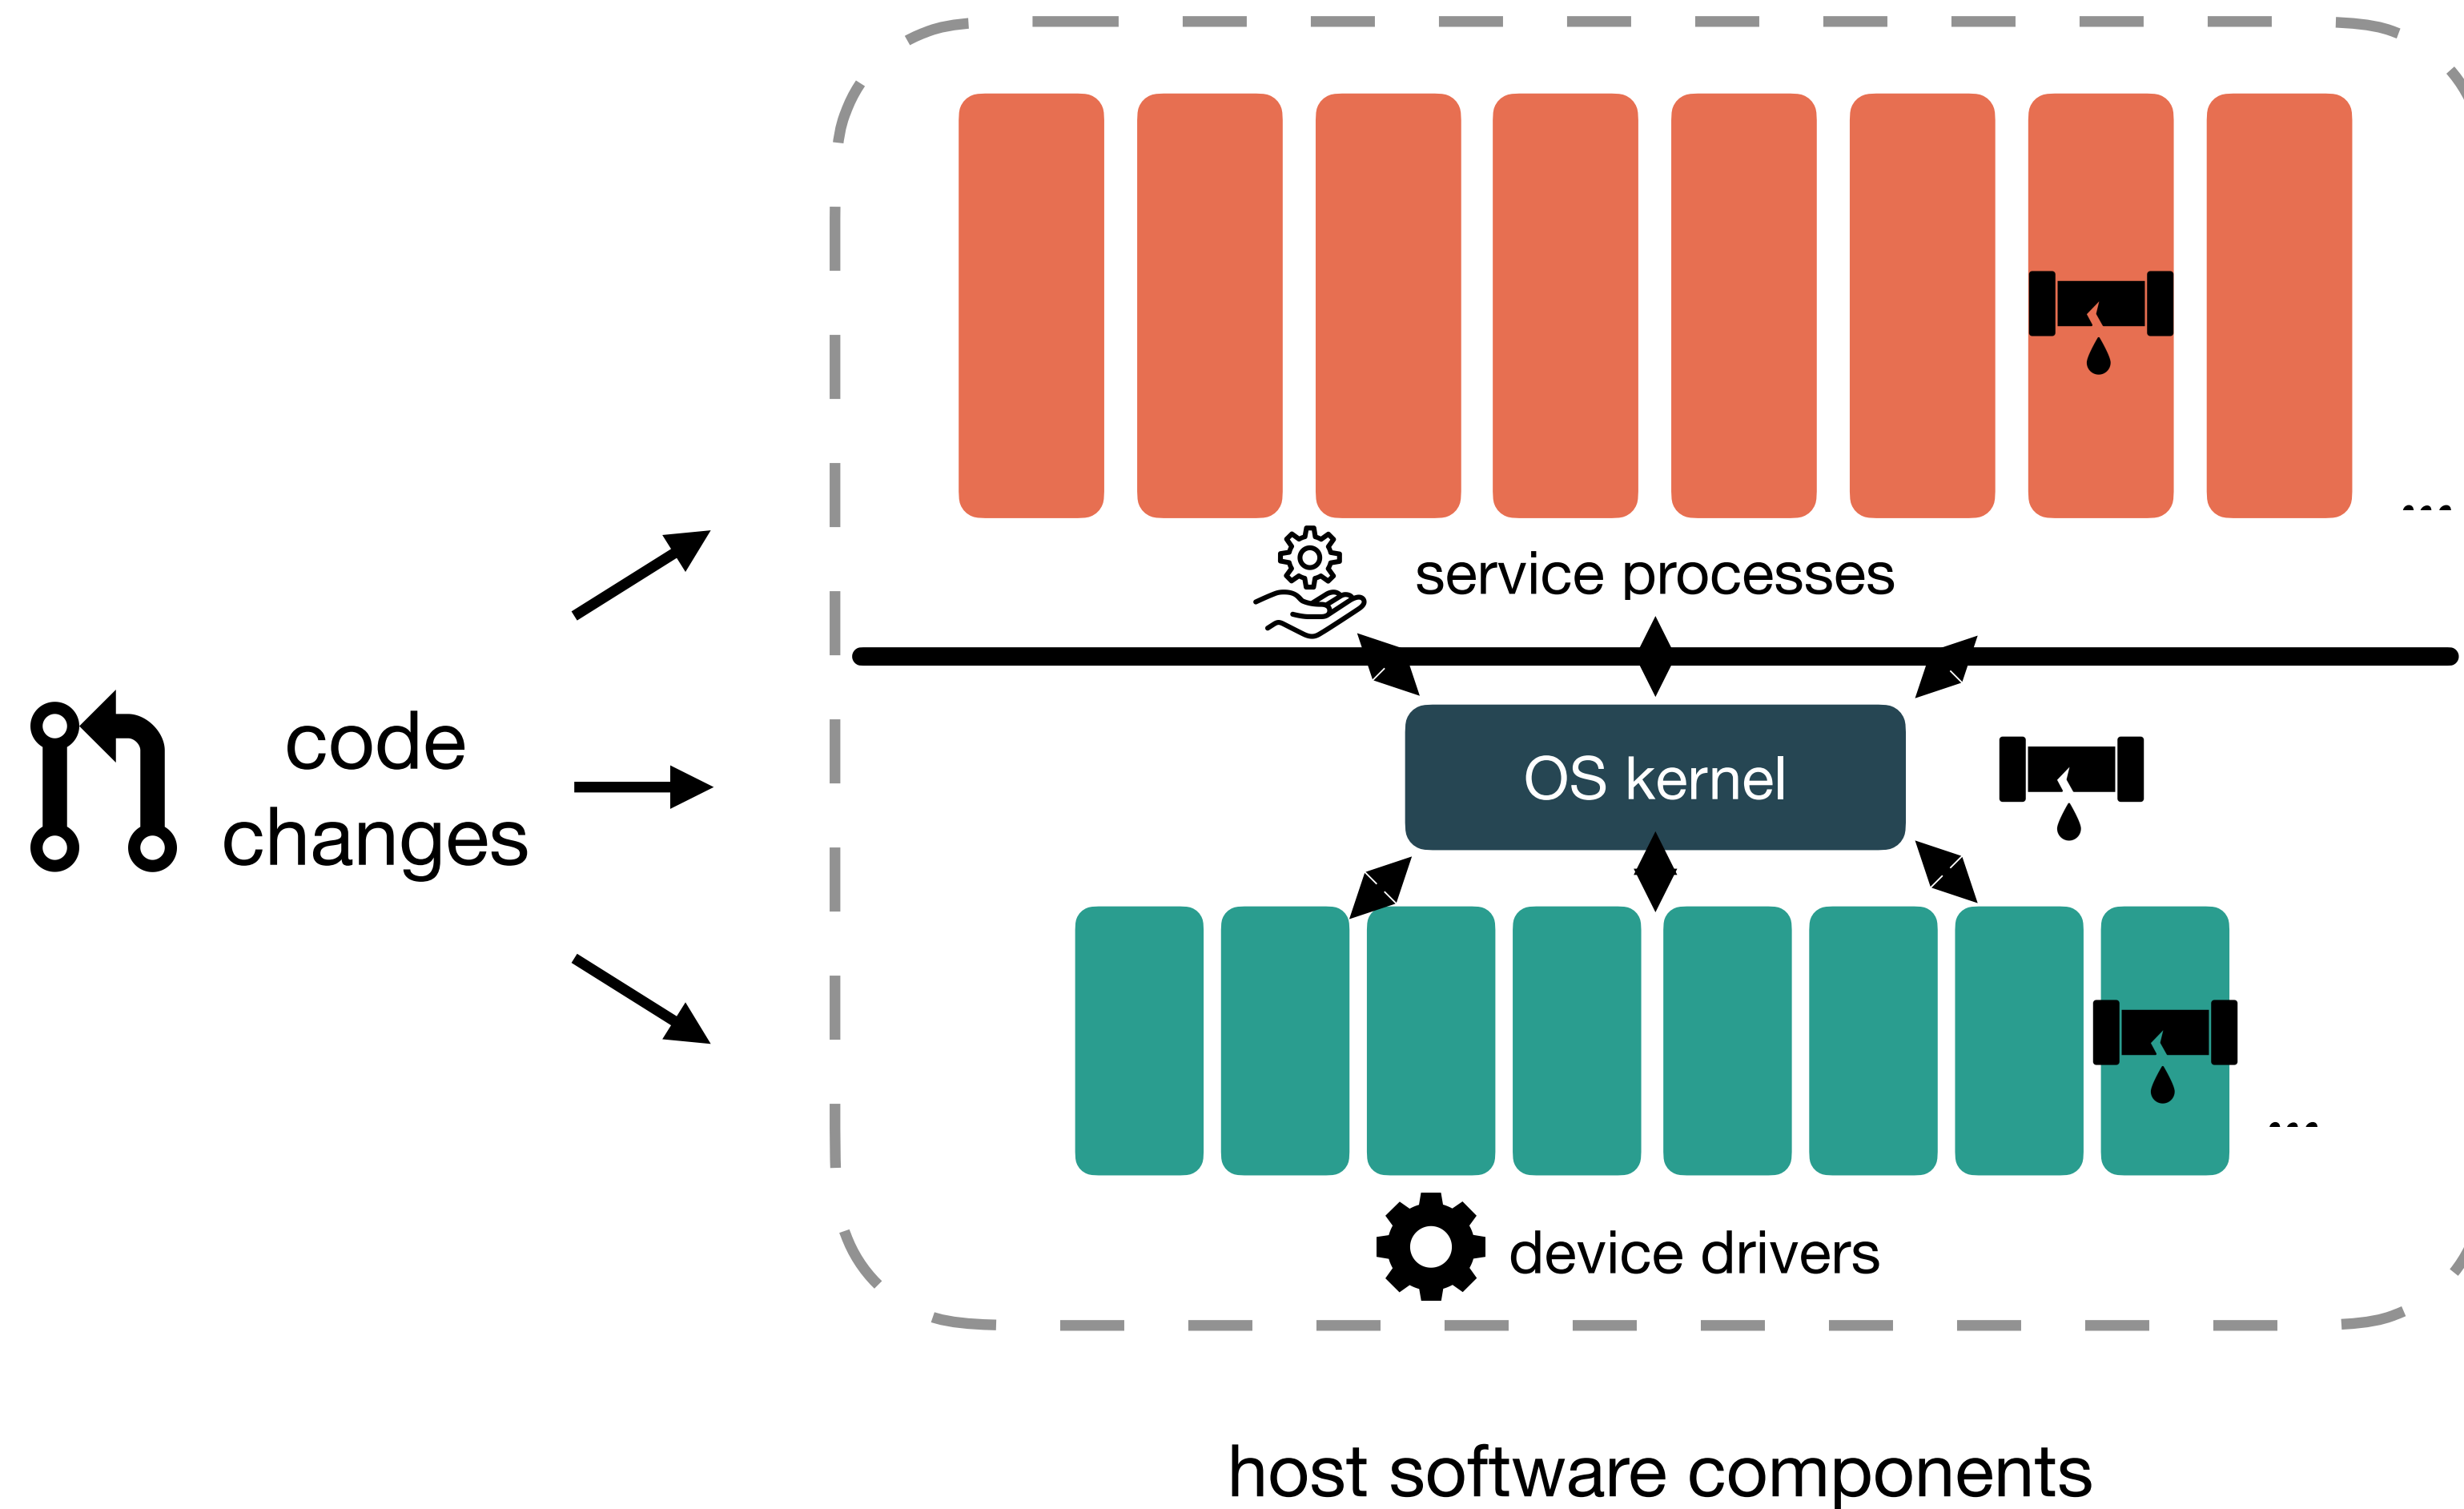 ...
service processes
code
changes
OS kernel
...
device drivers
host software components